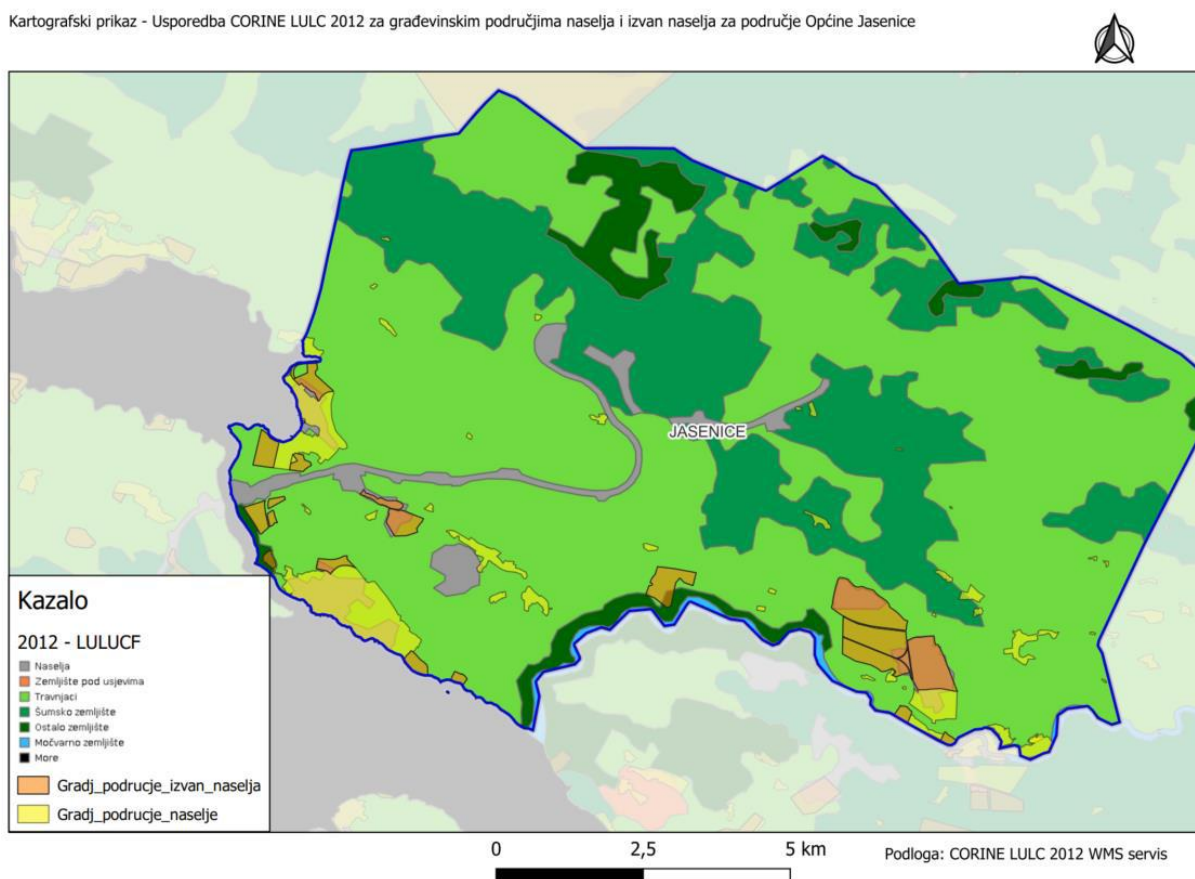 Kartografski prikaz - Usporedba CORINE LULC 2012 za građevinskim područjima naselja i izvan naselja za područje Općine Jasenice
JASENICE
Kazalo
2012 - LULUCF
Naselja
Zemljište pod usjevima
Travnjaci
Šumsko zemljište
Ostalo zemljište
Močvarno zemljište
More
Gradj_podrucje_izvan_naselja
Gradj_podrucje_naselje
0 2,5 5 km
Podloga: CORINE LULC 2012 WMS servis